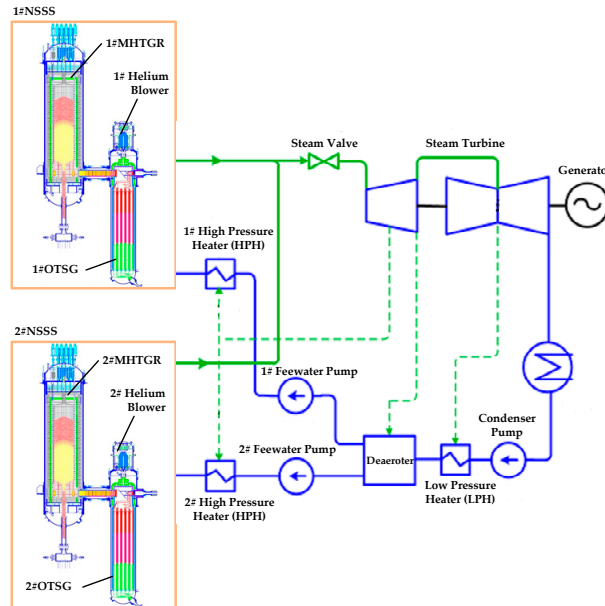 1#NSSS
1#MHTGR
1# Helium
Blower
1#OTSG
Steam Valve
Steam Turbine
Generator
1# High Pressure
Heater (HPH)
2#NSSS
2#MHTGR
2# Helium
Blower
2#OTSG
1# Feewater Pump
2# Feewater Pump
2# High Pressure
Heater (HPH)
Deaeroter
Condenser
Pump
Low Pressure
Heater (LPH)